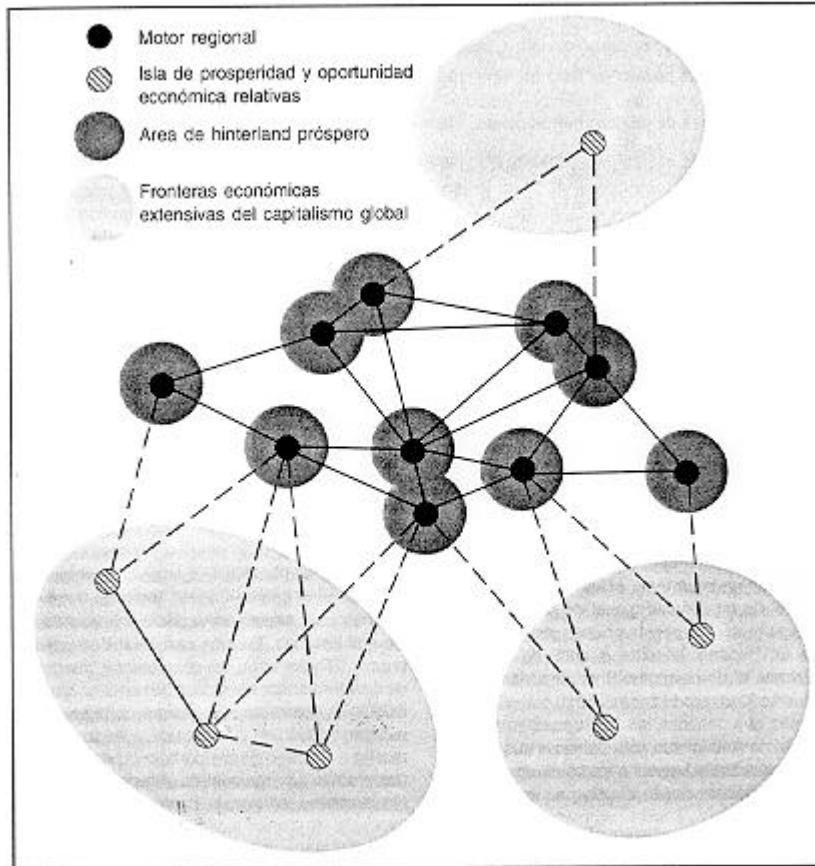 Motor regional
Isla de prosperidad y oportunidad
económica relativas
Area de hinterland próspero
Fronteras económicas
extensivas del capitalismo global